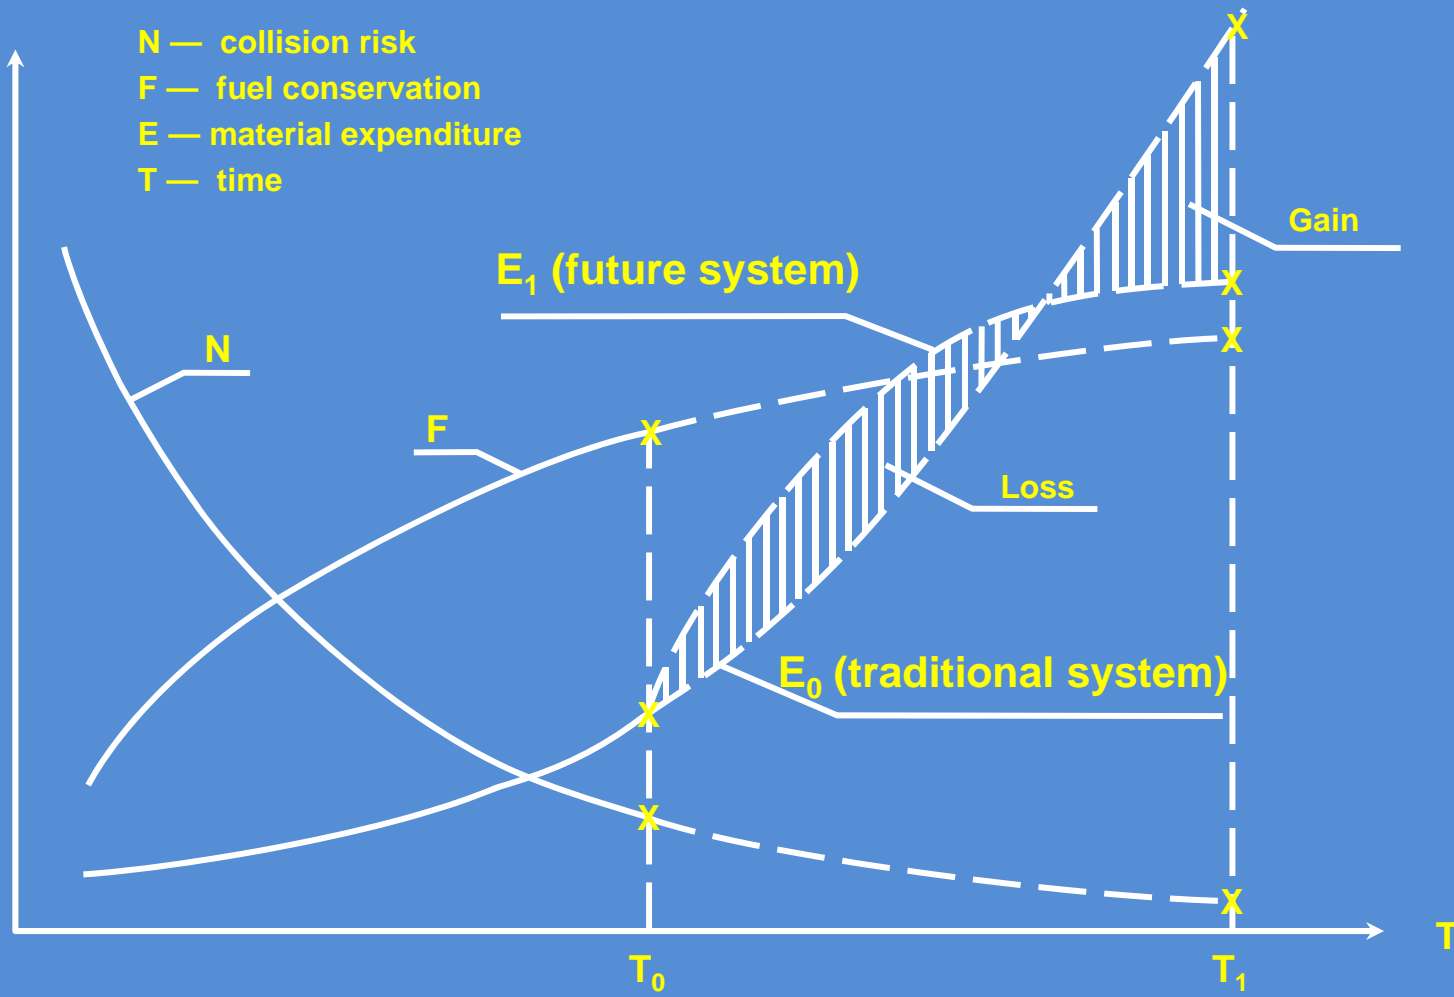 N — collision risk
F — fuel conservation
E — material expenditure
T — time
X
Gain
E₁ (future system)
X
X
N
F
X
Loss
E₀ (traditional system)
X
X
X
T
T₀
T₁